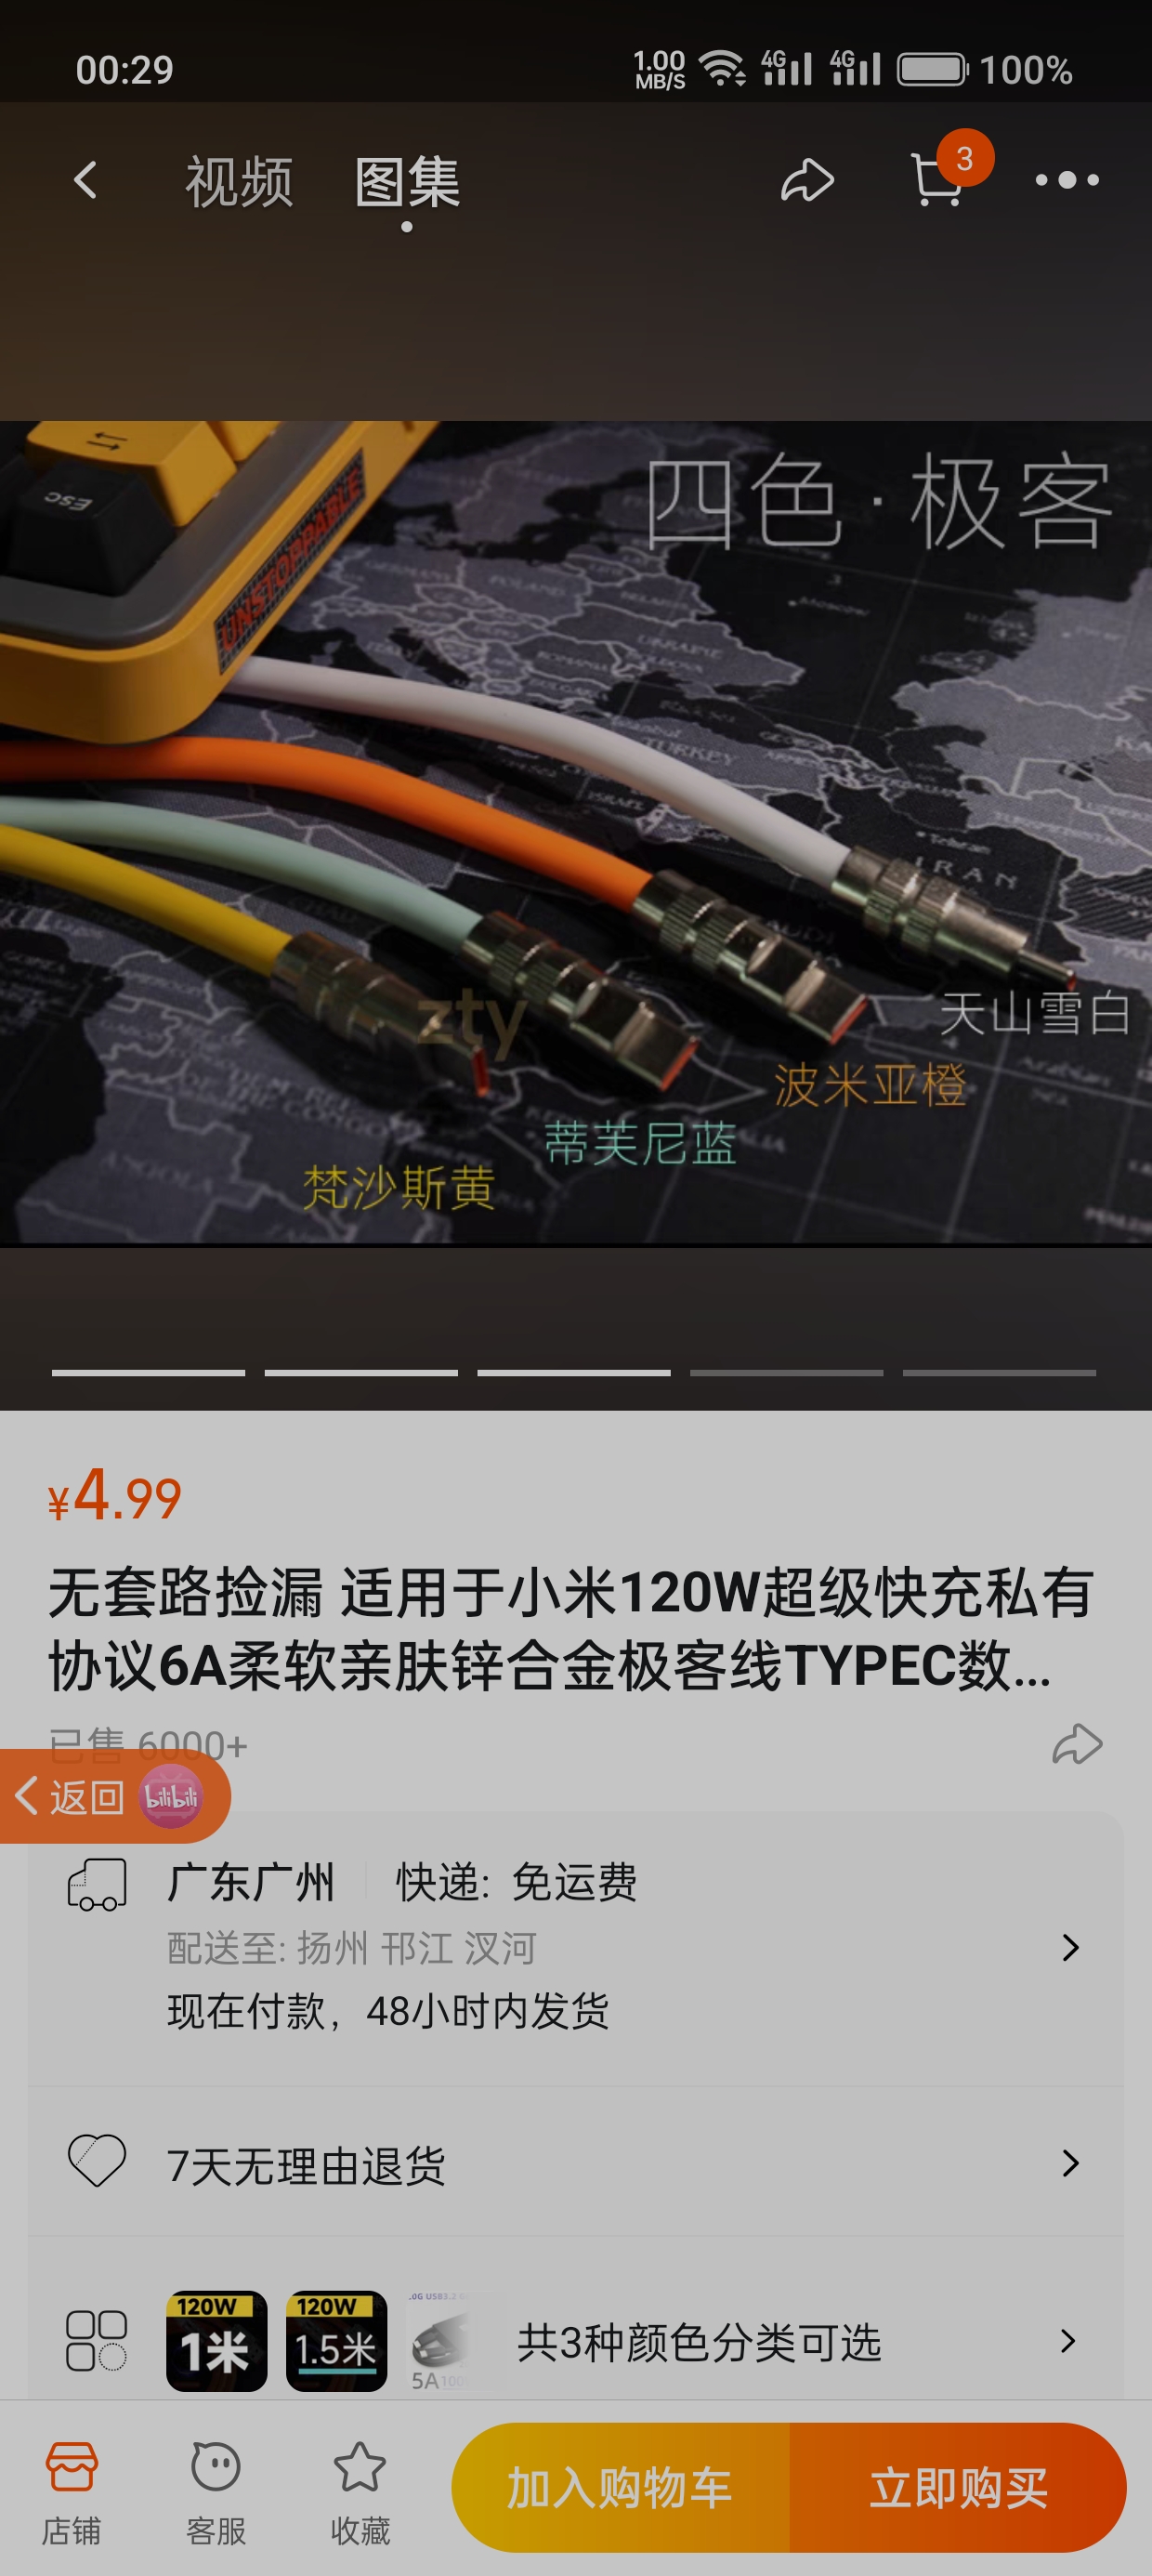 00:29
1.00 MB/S 4G 4G 100%
视频 图集
3
四色·极客
ESC
UNSTOPPABLE
UKRAINE
Moscow
TURKEY
Tehran
IRAN
zty
天山雪白
波米亚橙
蒂芙尼蓝
梵沙斯黄
¥4.99
无套路捡漏 适用于小米120W超级快充私有
协议6A柔软亲肤锌合金极客线TYPEC数...
已售 6000+
返回 bilibili
广东广州 快递: 免运费
配送至: 扬州 邗江 汊河
现在付款，48小时内发货
7天无理由退货
120W 1米
120W 1.5米
5A 100
共3种颜色分类可选
店铺 客服 收藏 加入购物车 立即购买